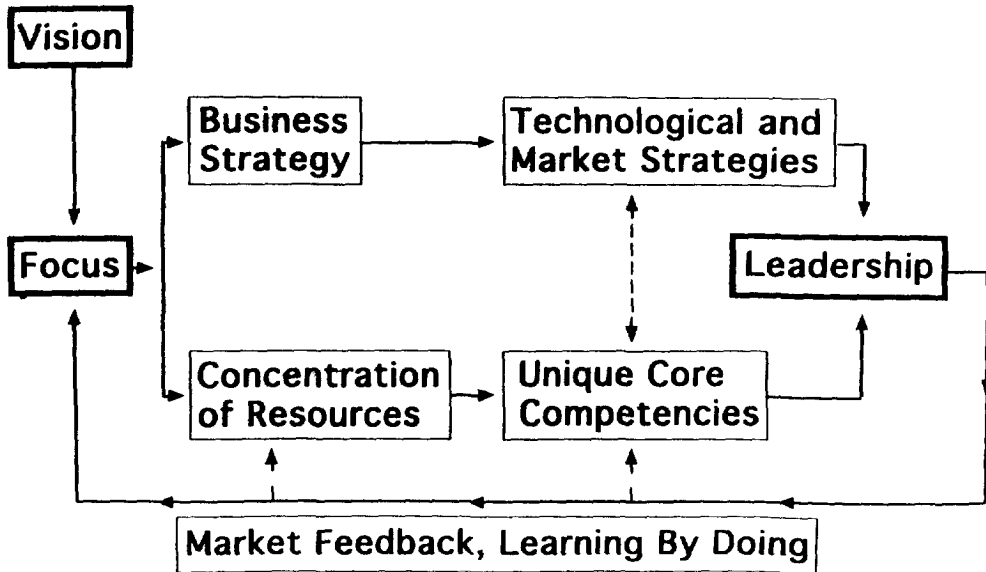 Vision
Business
Strategy
Technological and
Market Strategies
Focus
Leadership
Concentration
of Resources
Unique Core
Competencies
Market Feedback, Learning By Doing